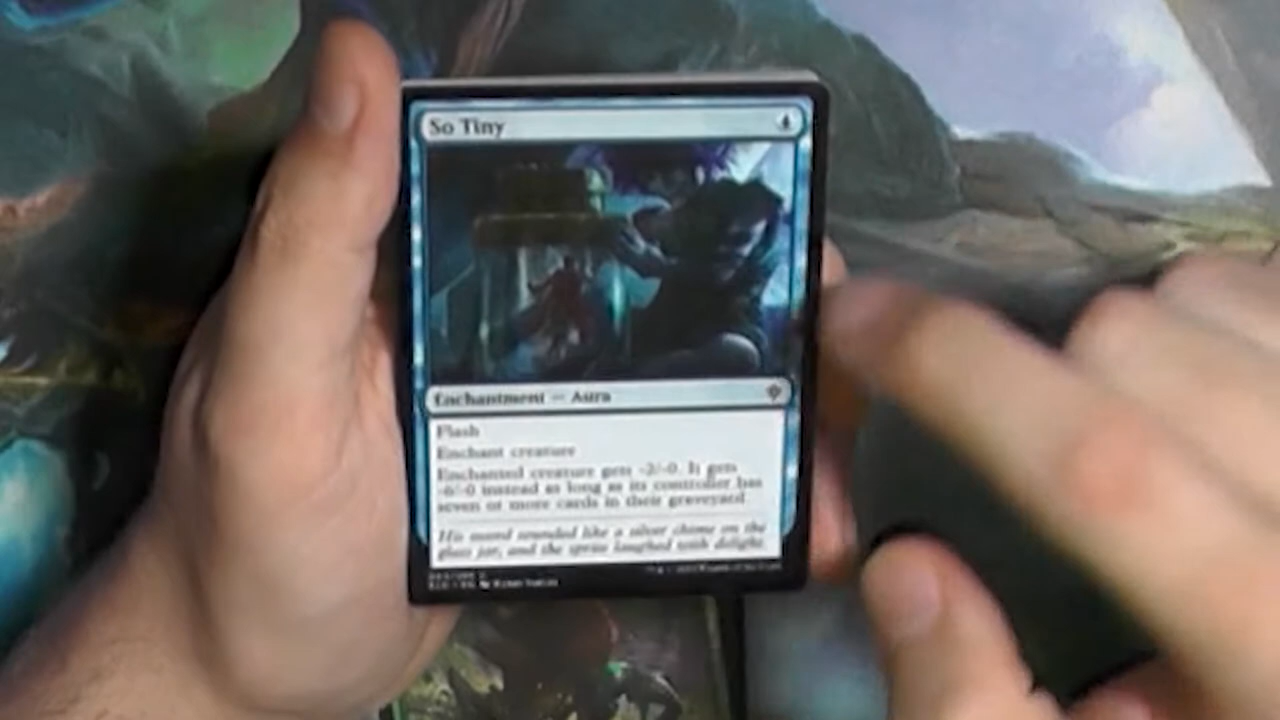 So Tiny
Enchantment — Aura
Flash
Enchant creature
Enchanted creature gets -2/-0. It gets
-6/-0 instead as long as its controller has
seven or more cards in their graveyard.
His sword sounded like a silver chime on the
glass jar, and the sprite laughed with delight.